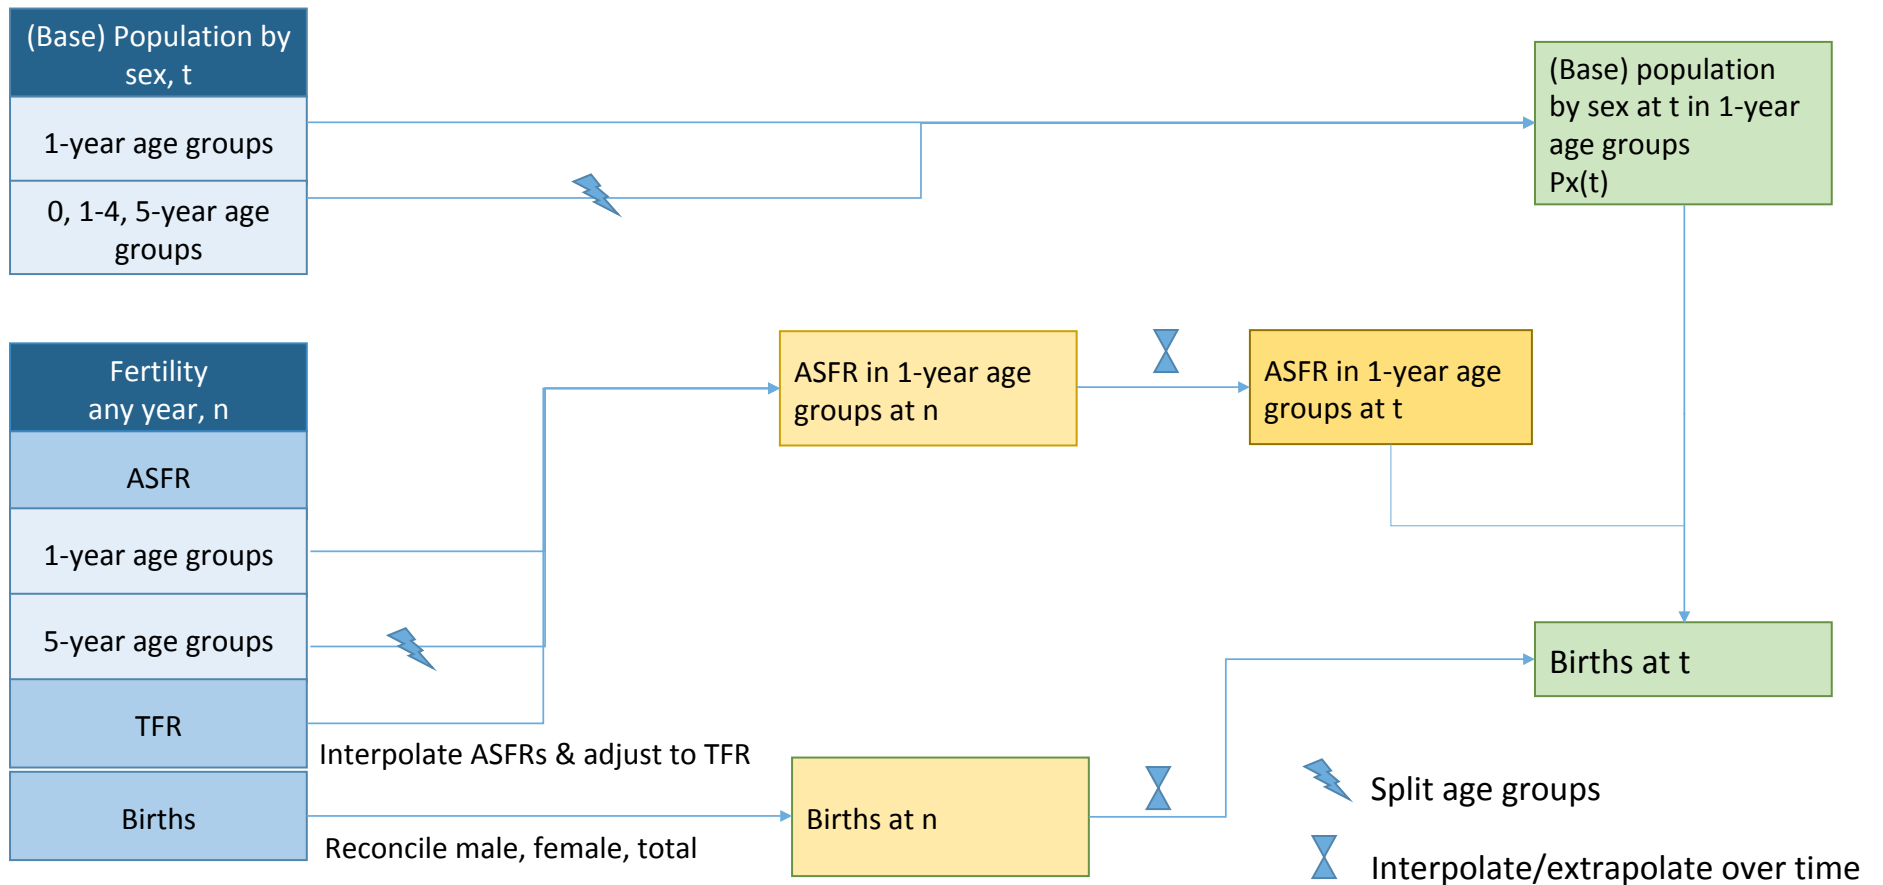 (Base) Population by
sex, t
1-year age groups
0, 1-4, 5-year age
groups
(Base) population
by sex at t in 1-year
age groups
Px(t)
Fertility
any year, n
ASFR
1-year age groups
5-year age groups
TFR
Births
ASFR in 1-year age
groups at n
ASFR in 1-year age
groups at t
Interpolate ASFRs & adjust to TFR
Reconcile male, female, total
Births at n
Births at t
Split age groups
Interpolate/extrapolate over time